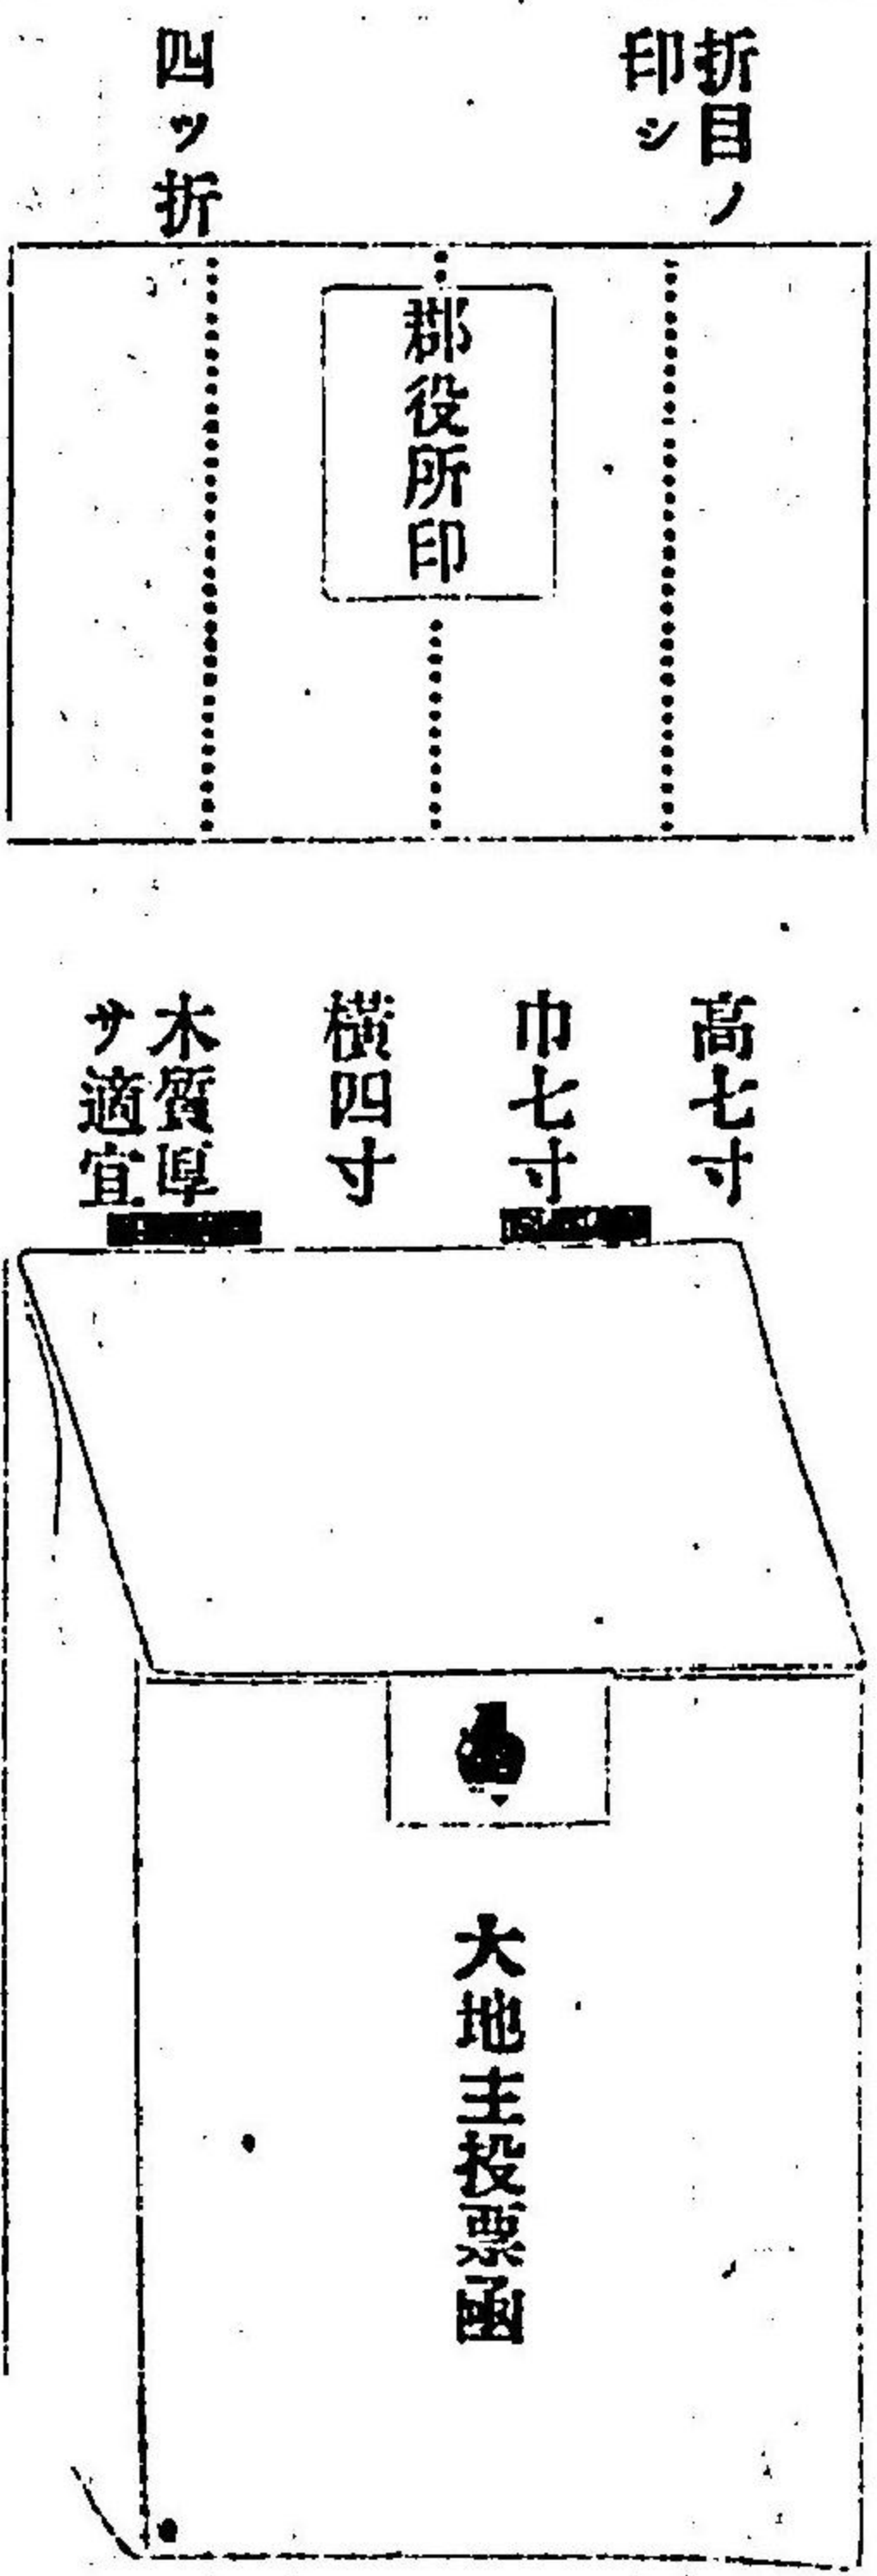 折目ノ
印シ
四ツ折
郡役所印
高七寸
巾七寸
横四寸
木質厚
サ適宜
大地主投票函